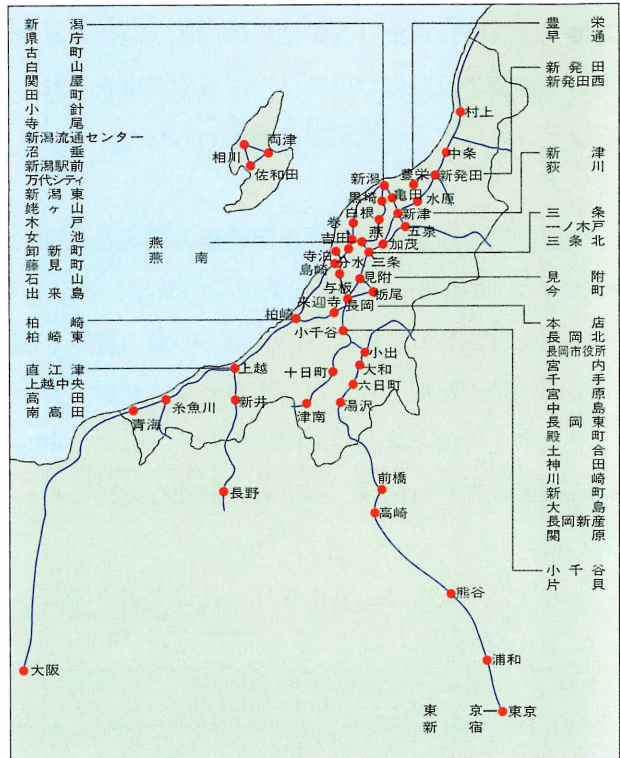 新潟
県庁
古町
白山
関屋
田町
小針
寺尾
新潟流通センター
沼垂
新潟駅前
万代シティ
新潟東
姥ヶ山
木戸
女池
卸新町
藤見町
石山
出来島
燕
燕南
柏崎
柏崎東
直江津
上越中央
高田
南高田
豊栄
早通
新発田
新発田西
新津
荻川
三条
一ノ木戸
三条北
見附
今町
本店
長岡北
長岡市役所
宮内
千手
宮原
中島
長岡東
殿町
土合
神田
川崎
新町
大島
長岡新産
関原
小千谷
片貝
東京
新宿
両津
相川
佐和田
村上
中条
新発田
豊栄
新潟
亀田
水原
黒埼
新津
白根
五泉
巻
燕
加茂
吉田
分水
三条
寺泊
島崎
見附
与板
栃尾
来迎寺
長岡
柏崎
小千谷
小出
上越
十日町
大和
六日町
糸魚川
新井
津南
湯沢
青海
長野
前橋
高崎
熊谷
浦和
大阪
東京